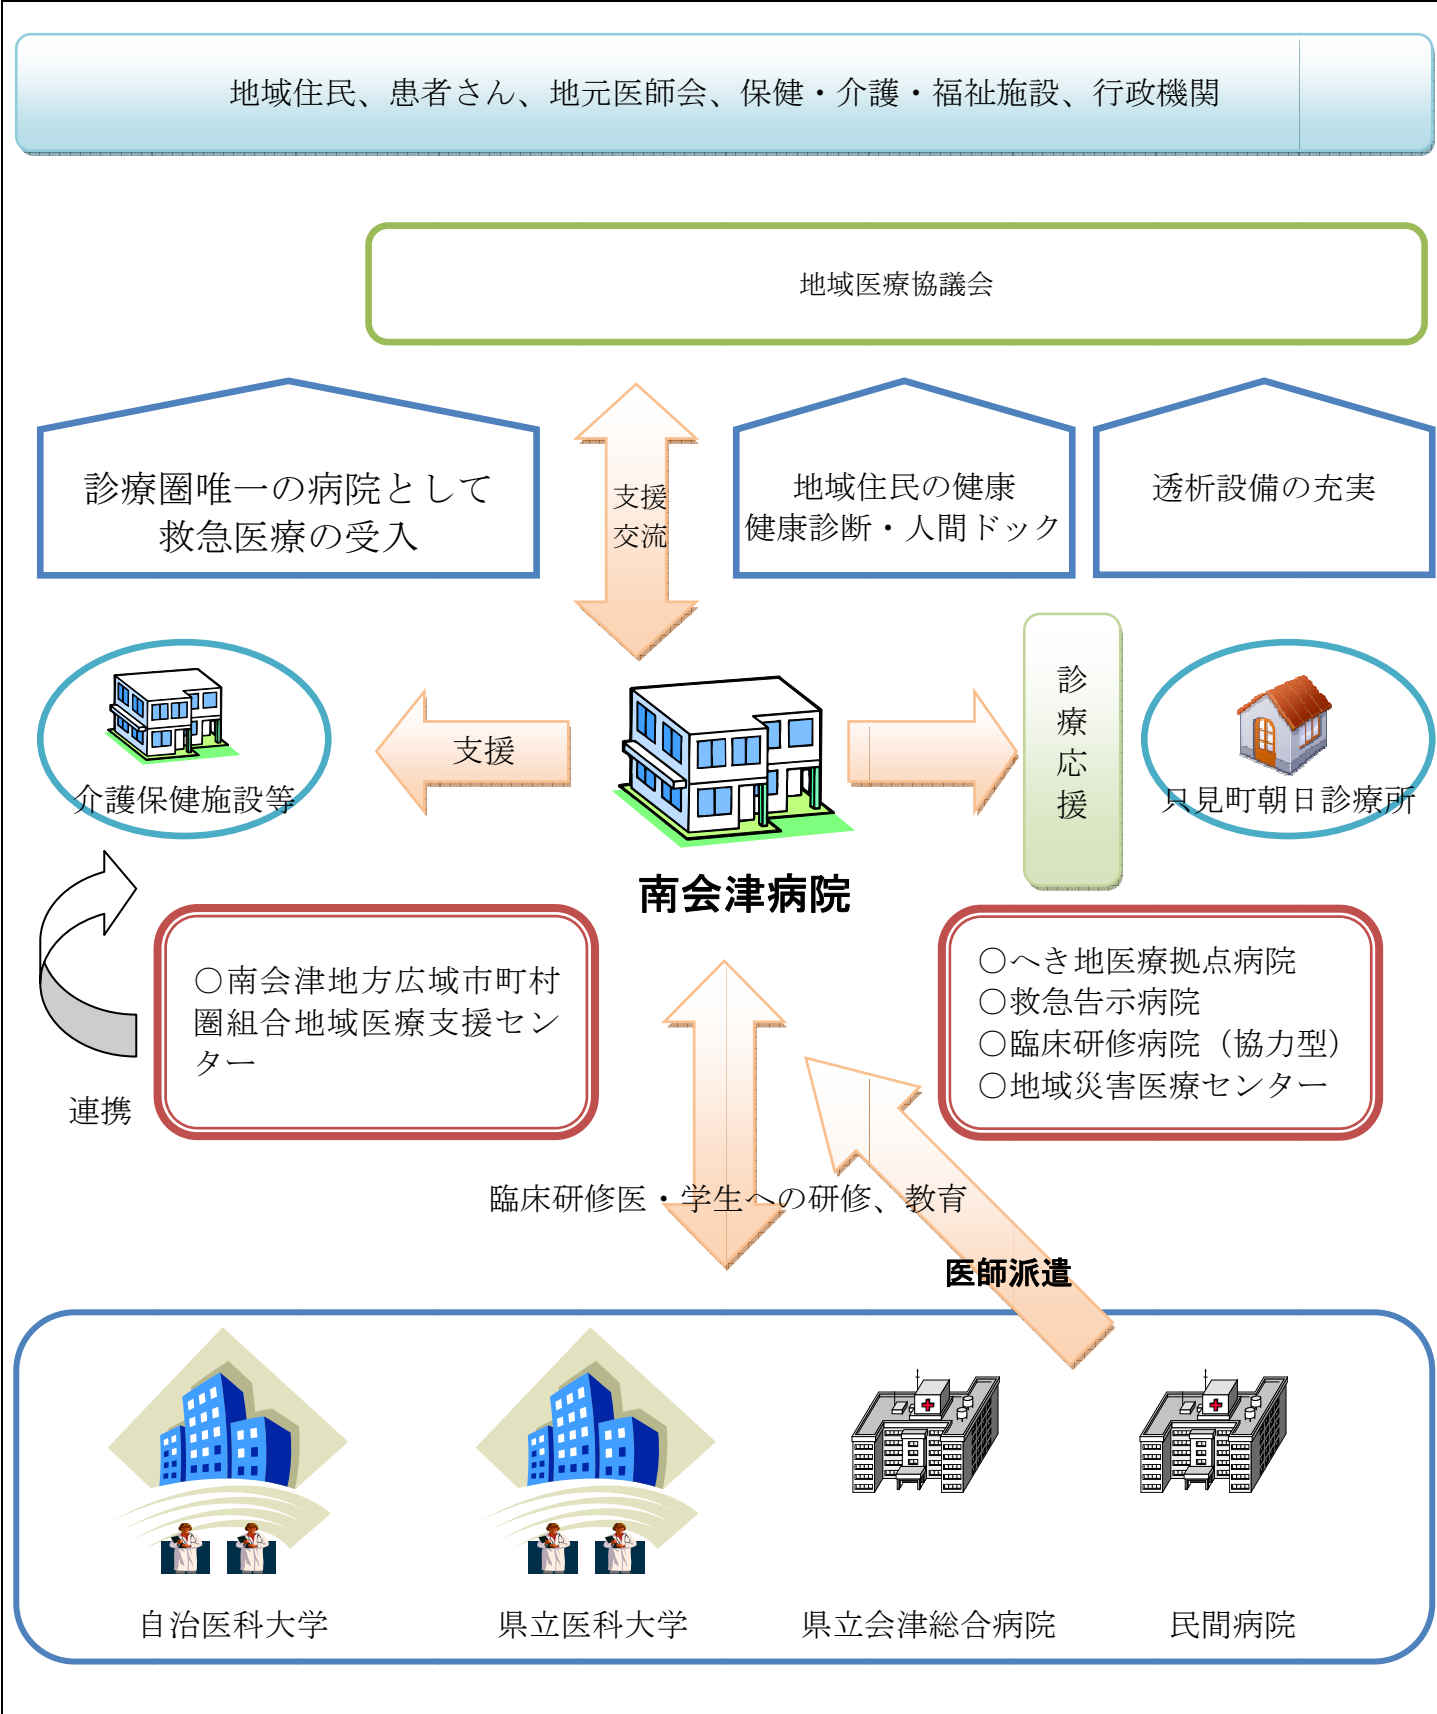 地域住民、患者さん、地元医師会、保健・介護・福祉施設、行政機関
地域医療協議会
診療圏唯一の病院として
救急医療の受入
支援
交流
地域住民の健康
健康診断・人間ドック
透析設備の充実
介護保健施設等
支援
南会津病院
診療応援
只見町朝日診療所
連携
○南会津地方広域市町村
圏組合地域医療支援セン
ター
○へき地医療拠点病院
○救急告示病院
○臨床研修病院（協力型）
○地域災害医療センター
臨床研修医・学生への研修、教育
医師派遣
自治医科大学
県立医科大学
県立会津総合病院
民間病院